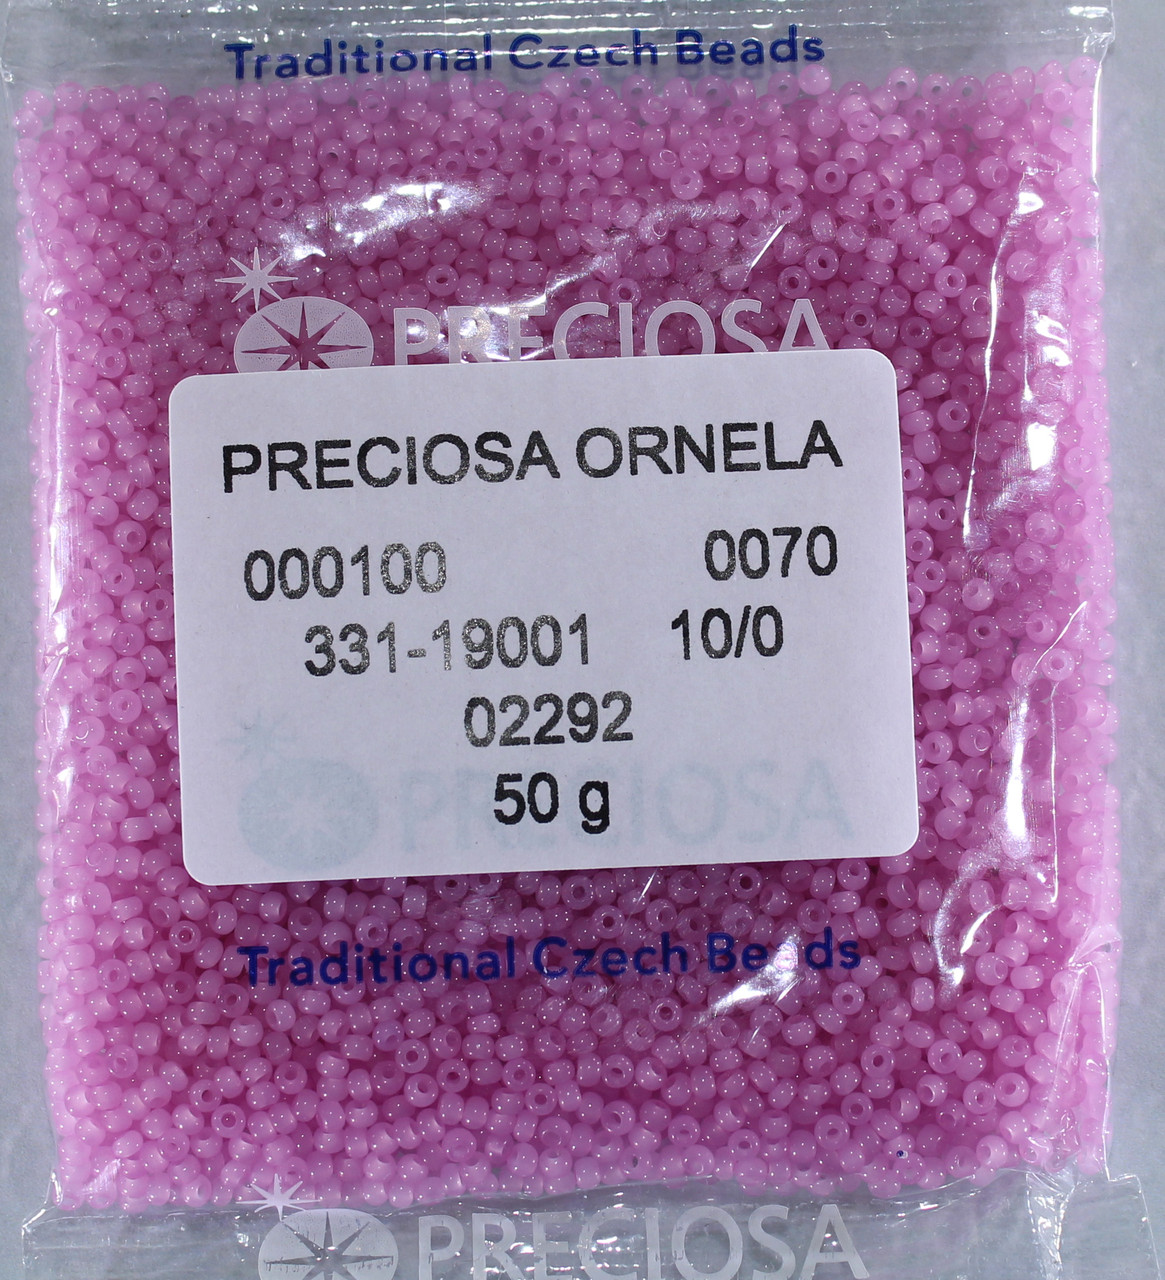 Traditional Czech Beads
PRECIOSA
PRECIOSA ORNELA
000100 0070
331-19001 10/0
02292
50 g
PRECIOSA
Traditional Czech Beads
PRECIOSA